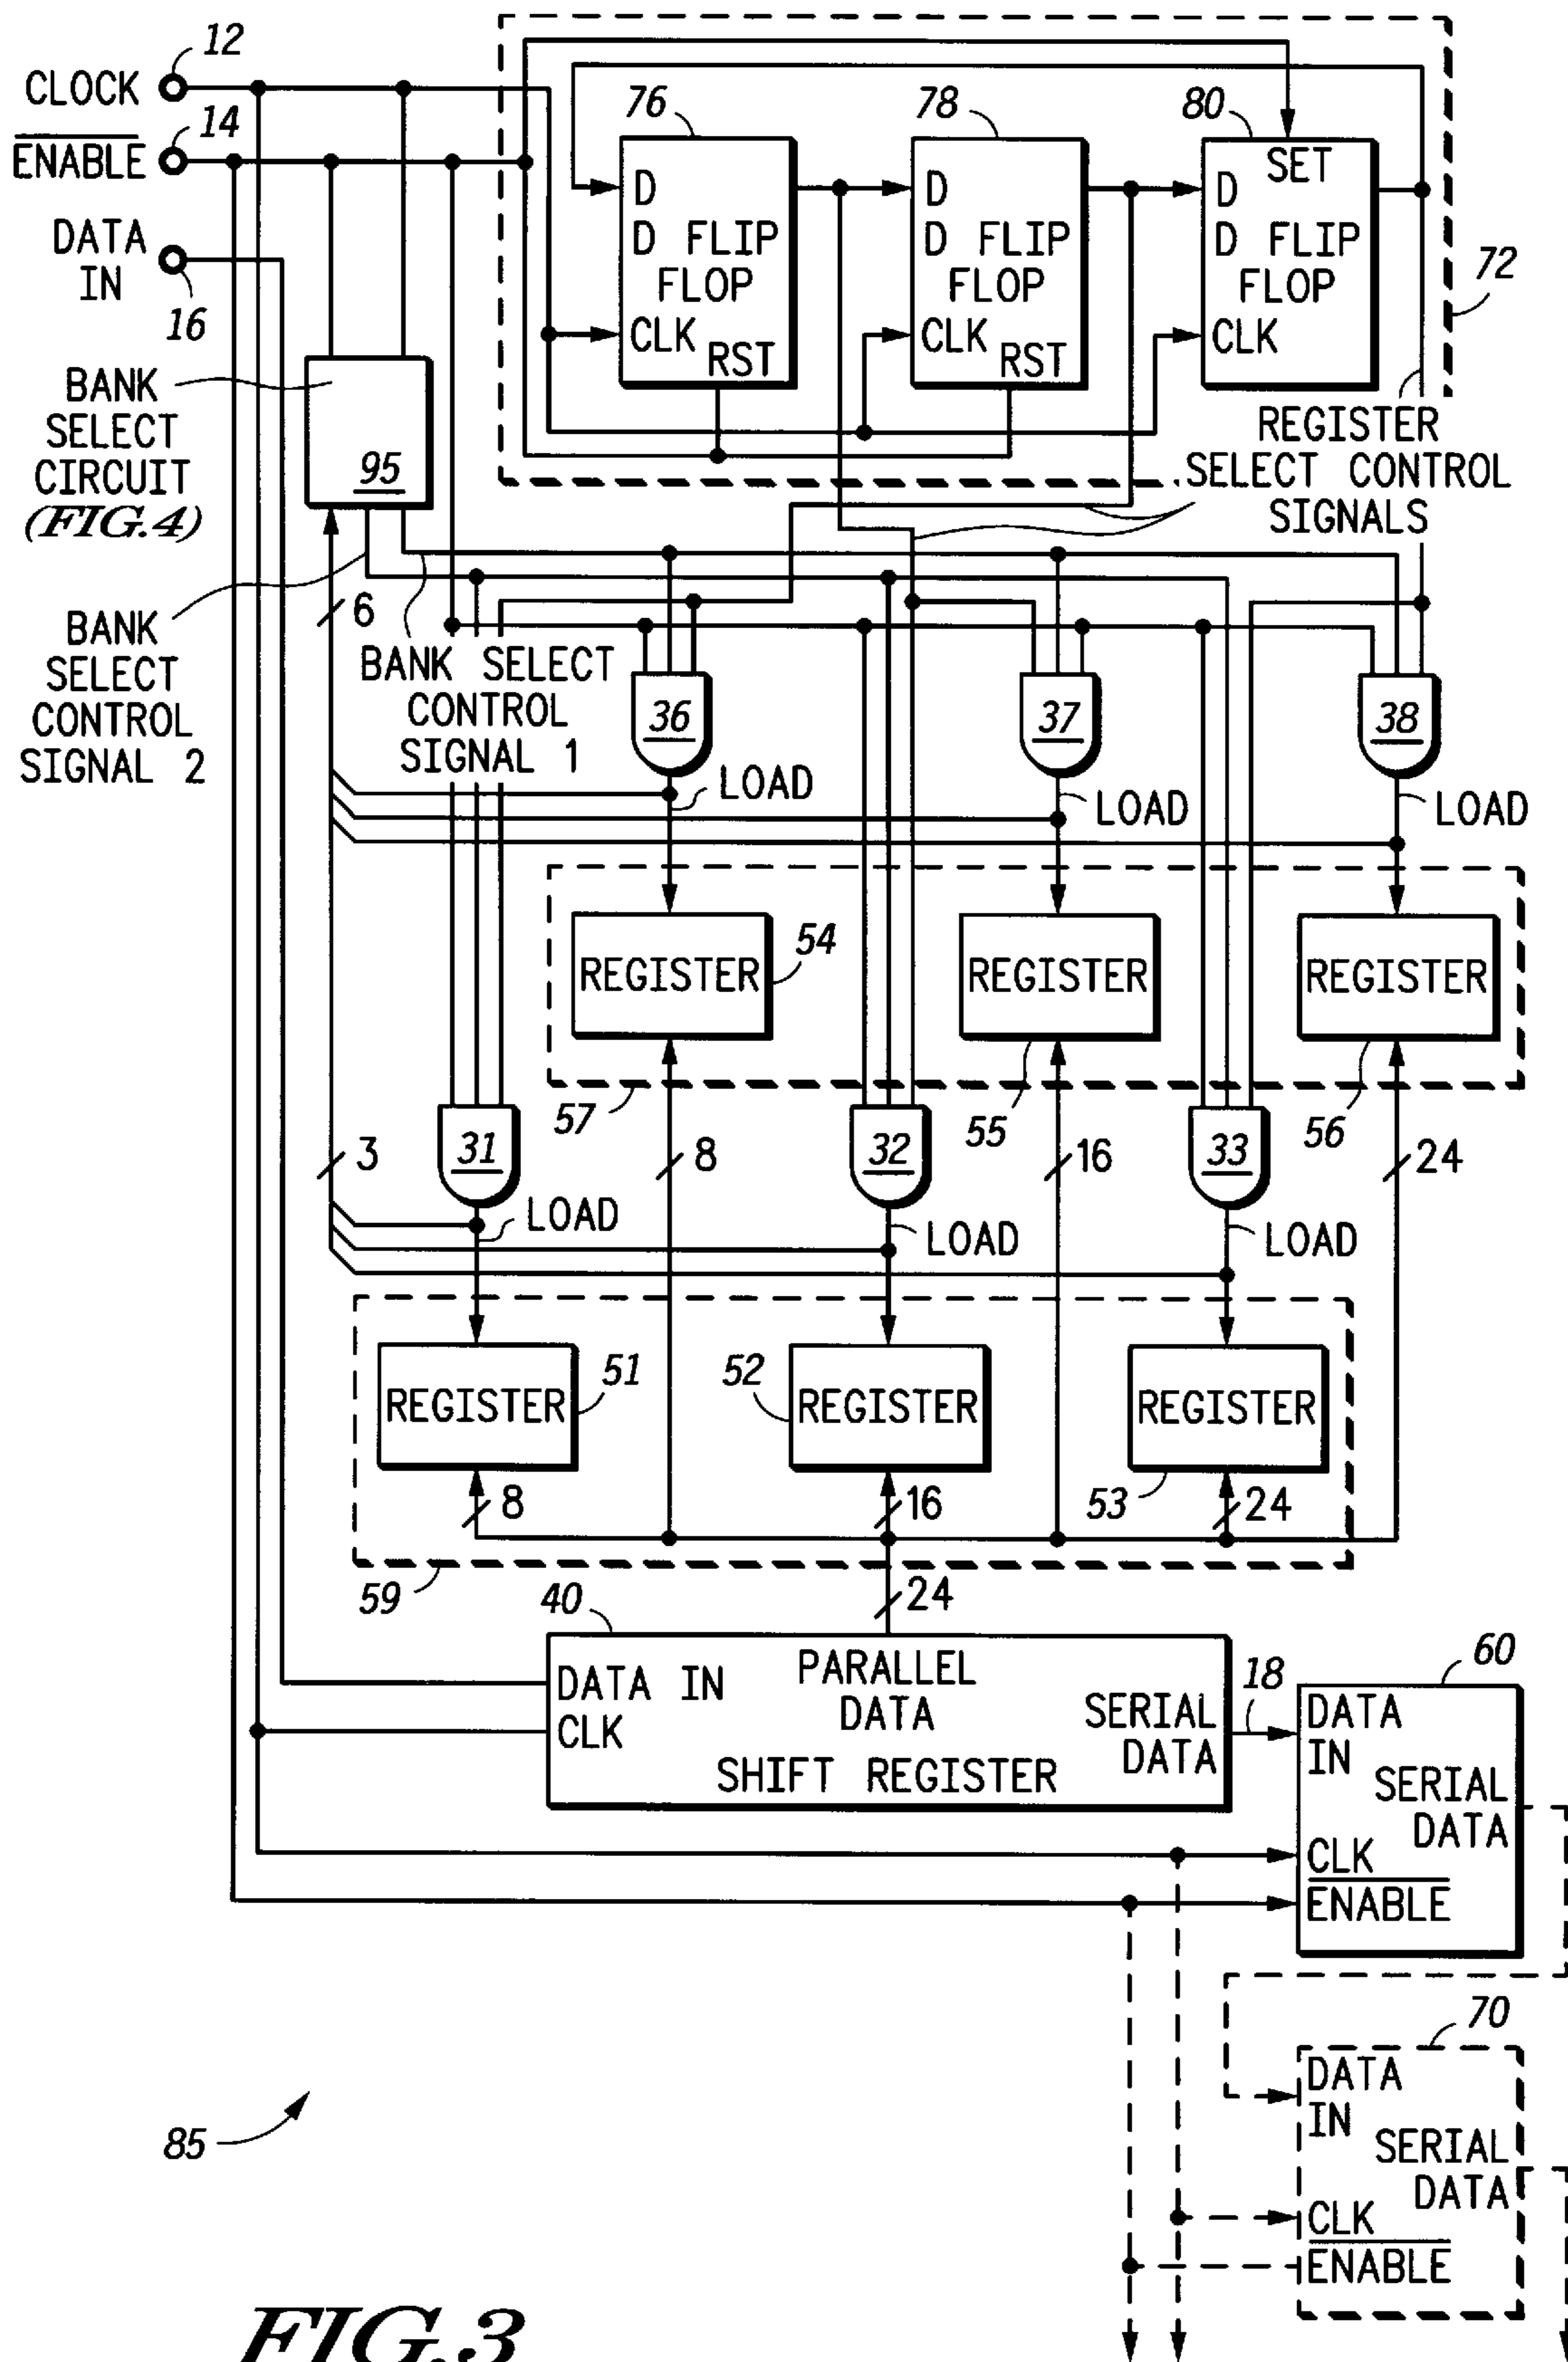 12
CLOCK
14
ENABLE
DATA
IN
16
76
78
80
D
D FLIP
FLOP
CLK
RST
D
D FLIP
FLOP
CLK
RST
SET
D
D FLIP
FLOP
CLK
72
BANK
SELECT
CIRCUIT
(FIG.4)
95
REGISTER
SELECT CONTROL
SIGNALS
6
BANK
SELECT
CONTROL
SIGNAL 2
BANK SELECT
CONTROL
SIGNAL 1
36
37
38
LOAD
LOAD
LOAD
REGISTER
54
REGISTER
REGISTER
57
55
56
3
31
8
32
16
33
24
LOAD
LOAD
LOAD
REGISTER
51
52
REGISTER
REGISTER
53
8
16
24
59
24
40
DATA IN
CLK
PARALLEL
DATA
SERIAL
DATA
SHIFT REGISTER
18
60
DATA
IN
SERIAL
DATA
CLK
ENABLE
70
DATA
IN
SERIAL
DATA
CLK
ENABLE
85
FIG.3